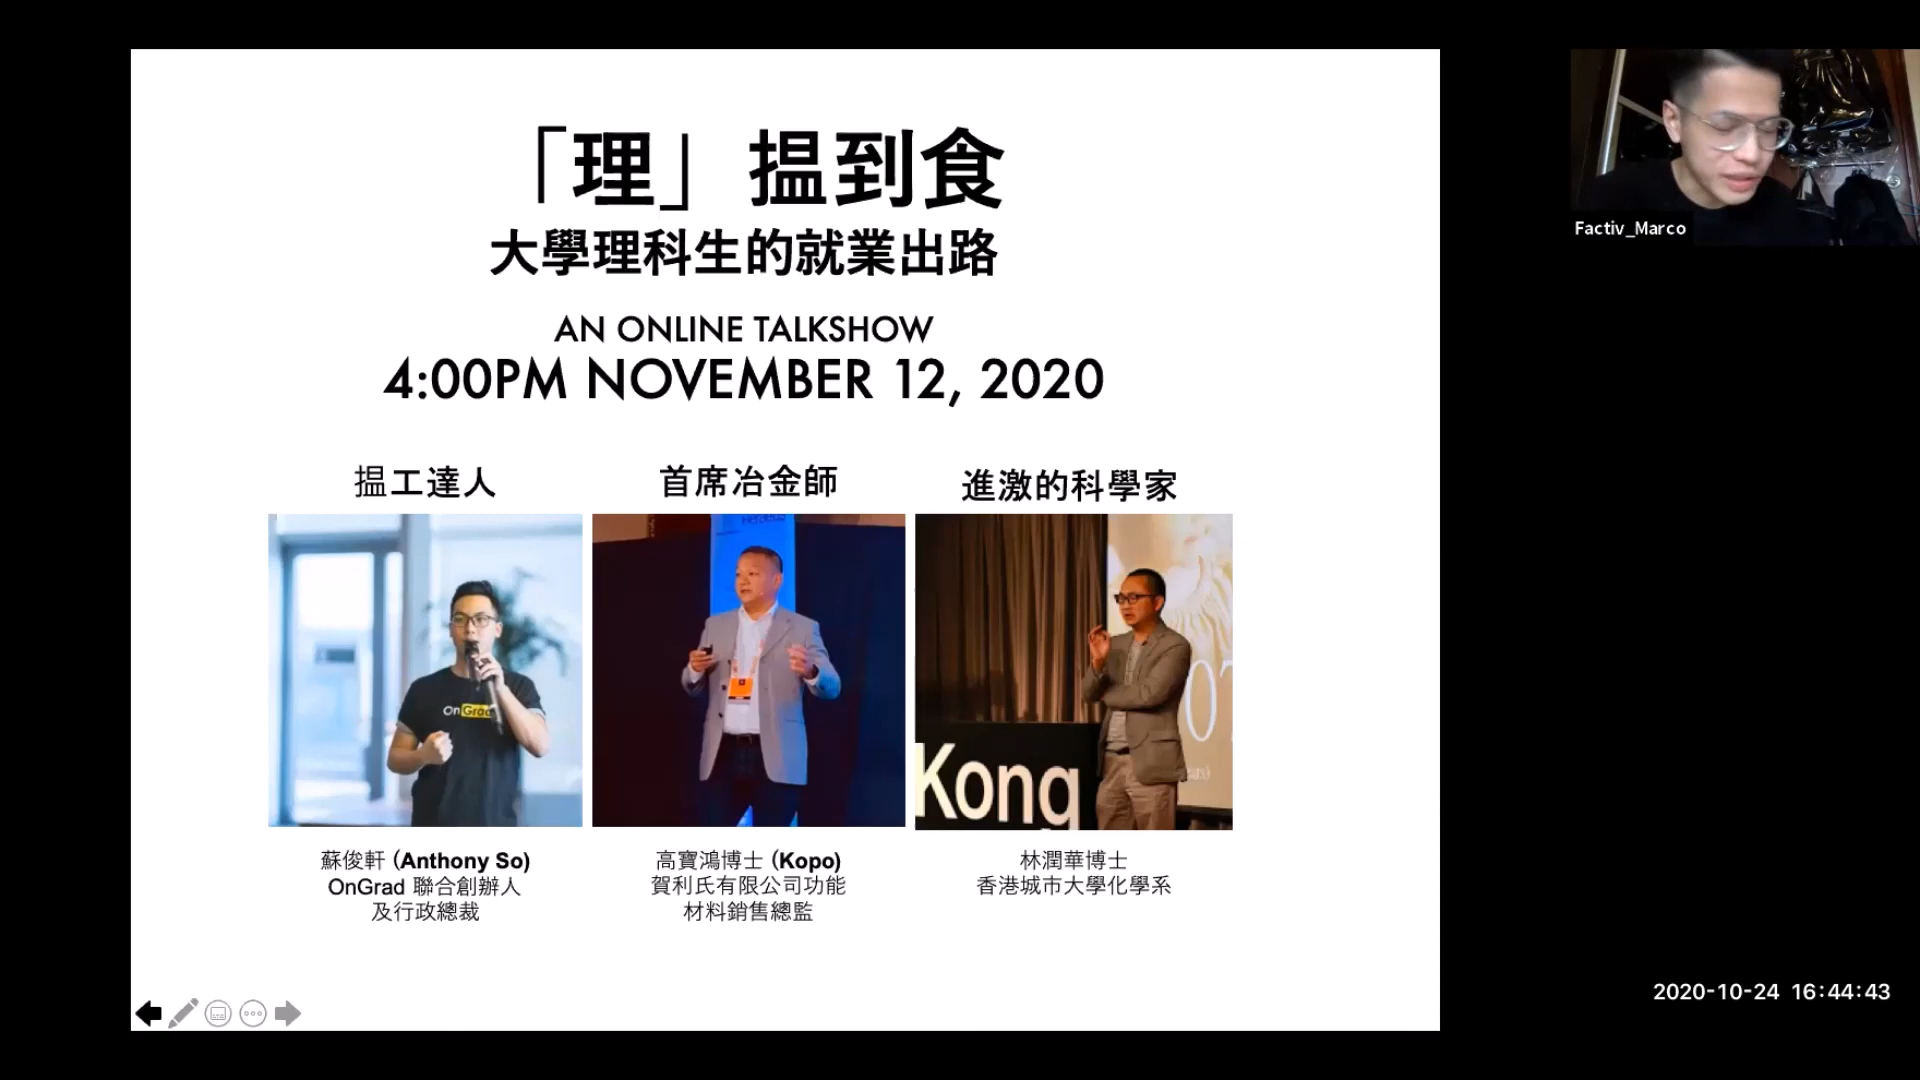 「理」搵到食
大學理科生的就業出路
AN ONLINE TALKSHOW
4:00PM NOVEMBER 12, 2020
搵工達人
首席冶金師
進激的科學家
OnGrad
Kong
蘇俊軒 (Anthony So)
OnGrad 聯合創辦人
及行政總裁
高寶鴻博士 (Kopo)
賀利氏有限公司功能
材料銷售總監
林潤華博士
香港城市大學化學系
Factiv_Marco
2020-10-24 16:44:43